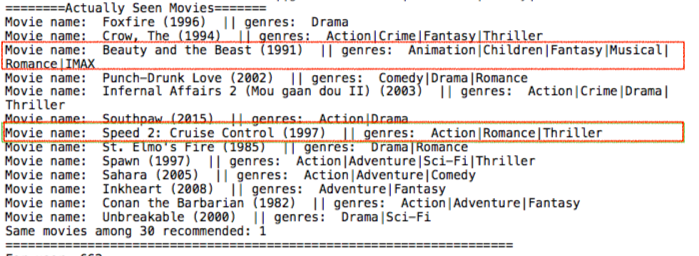 ========Actually Seen Movies=======
Movie name:  Foxfire (1996)  || genres:  Drama
Movie name:  Crow, The (1994)  || genres:  Action|Crime|Fantasy|Thriller
Movie name:  Beauty and the Beast (1991)  || genres:  Animation|Children|Fantasy|Musical|
Romance|IMAX
Movie name:  Punch-Drunk Love (2002)  || genres:  Comedy|Drama|Romance
Movie name:  Infernal Affairs 2 (Mou gaan dou II) (2003)  || genres:  Action|Crime|Drama|
Thriller
Movie name:  Southpaw (2015)  || genres:  Action|Drama
Movie name:  Speed 2: Cruise Control (1997)  || genres:  Action|Romance|Thriller
Movie name:  St. Elmo's Fire (1985)  || genres:  Drama|Romance
Movie name:  Spawn (1997)  || genres:  Action|Adventure|Sci-Fi|Thriller
Movie name:  Sahara (2005)  || genres:  Action|Adventure|Comedy
Movie name:  Inkheart (2008)  || genres:  Adventure|Fantasy
Movie name:  Conan the Barbarian (1982)  || genres:  Action|Adventure|Fantasy
Movie name:  Unbreakable (2000)  || genres:  Drama|Sci-Fi
Same movies among 30 recommended: 1
====================================================================